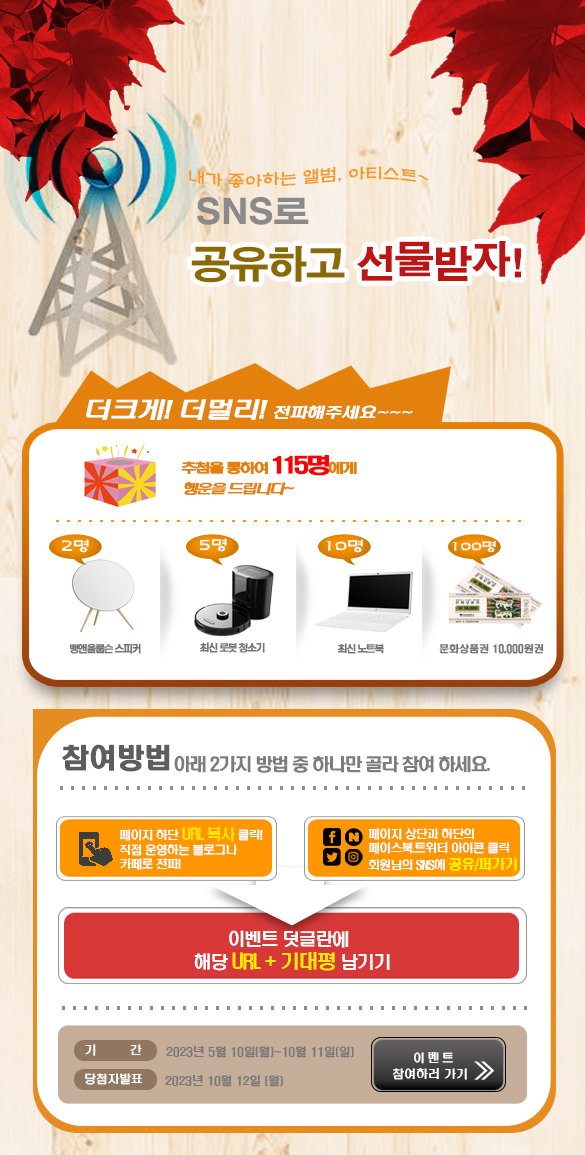 내가 좋아하는 앨범, 아티스트~
SNS로
공유하고 선물받자!
더크게! 더멀리! 전파해주세요~~~
추첨을 통하여 115명에게
행운을 드립니다~
2명
5명
10명
100명
뱅앤올룹슨 스피커
최신 로봇 청소기
최신 노트북
문화상품권 10,000원권
참여방법 아래 2가지 방법 중 하나만 골라 참여 하세요.
페이지 하단 URL 복사 클릭!
직접 운영하는 블로그나
카페로 전파!
페이지 상단과 하단의
페이스북,트위터 아이콘 클릭
회원님의 SNS에 공유/퍼가기
이벤트 덧글란에
해당 URL + 기대평 남기기
기 간
2023년 5월 10일(월)~10월 11일(일)
당첨자발표
2023년 10월 12일 (월)
이벤트
참여하러 가기